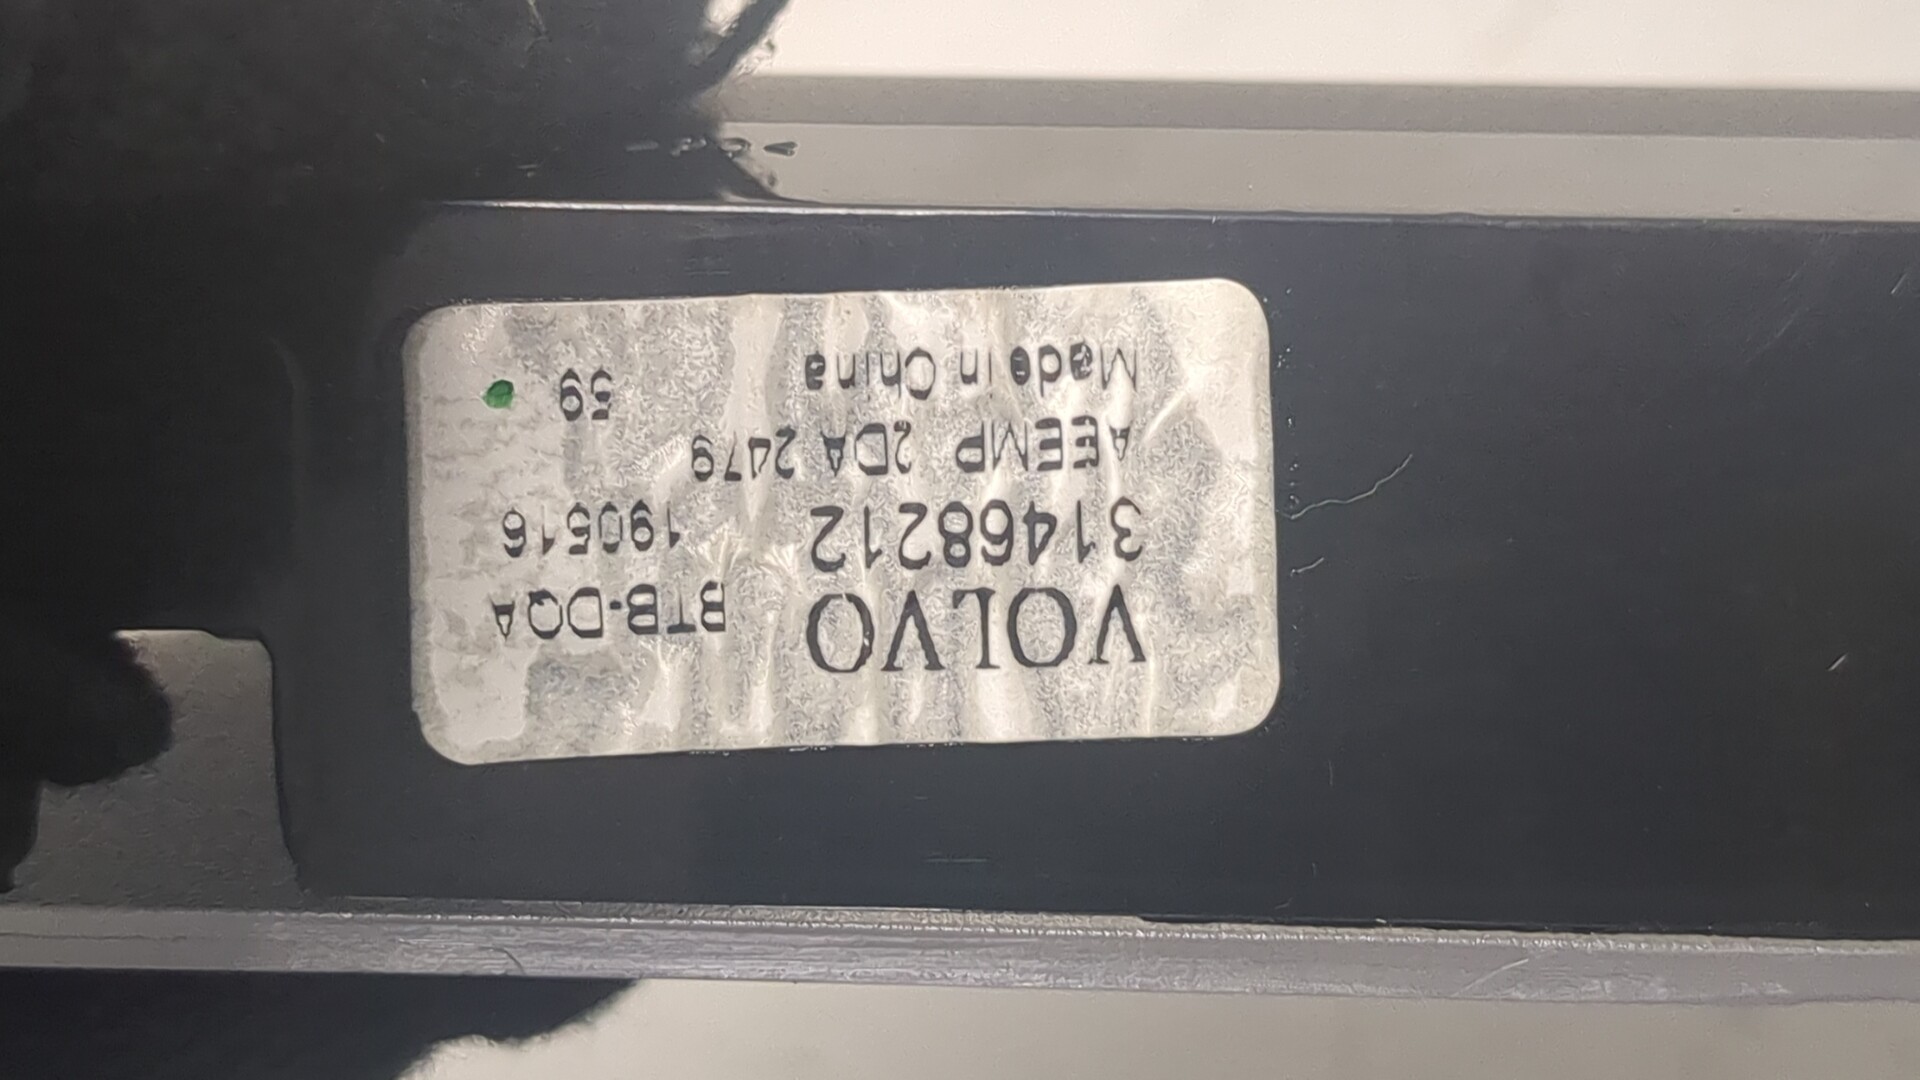 VOLVO BTB-DQA
31468212 190516
AEEMP 2DA 2479
Made in China 59